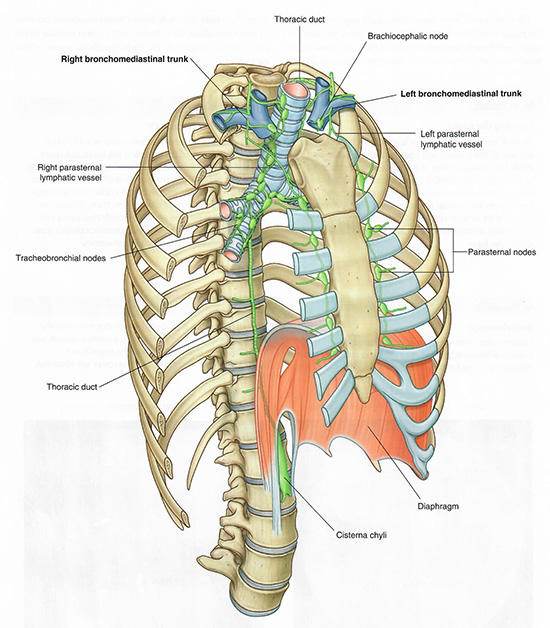 Thoracic duct
Brachiocephalic node
Right bronchomediastinal trunk
Left bronchomediastinal trunk
Left parasternal
lymphatic vessel
Right parasternal
lymphatic vessel
Parasternal nodes
Tracheobronchial nodes
Thoracic duct
Diaphragm
Cisterna chyli